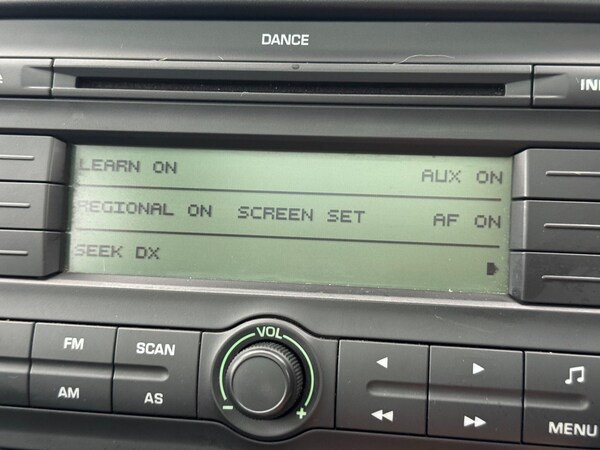 DANCE
LEARN ON AUX ON
REGIONAL ON SCREEN SET AF ON
SEEK DX
FM SCAN VOL
AM AS - +
MENU